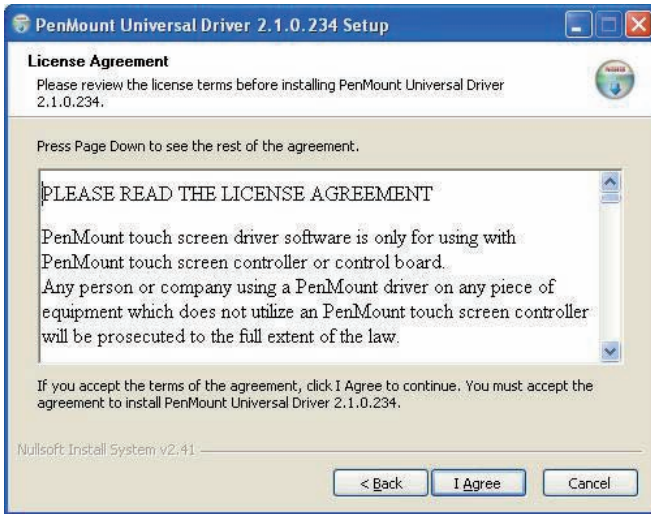 PenMount Universal Driver 2.1.0.234 Setup
License Agreement
Please review the license terms before installing PenMount Universal Driver
2.1.0.234.
Press Page Down to see the rest of the agreement.
PLEASE READ THE LICENSE AGREEMENT
PenMount touch screen driver software is only for using with
PenMount touch screen controller or control board.
Any person or company using a PenMount driver on any piece of
equipment which does not utilize an PenMount touch screen controller
will be prosecuted to the full extent of the law.
If you accept the terms of the agreement, click I Agree to continue. You must accept the
agreement to install PenMount Universal Driver 2.1.0.234.
Nullsoft Install System v2.41
< Back
I Agree
Cancel